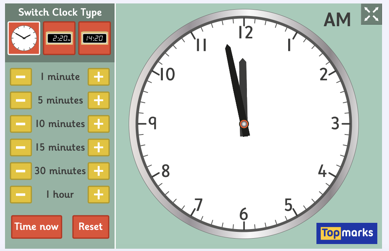 Switch Clock Type
2:20
14:20
1 minute
5 minutes
10 minutes
15 minutes
30 minutes
1 hour
Time now
Reset
AM
12
11
1
10
2
9
3
8
4
7
5
6
Topmarks